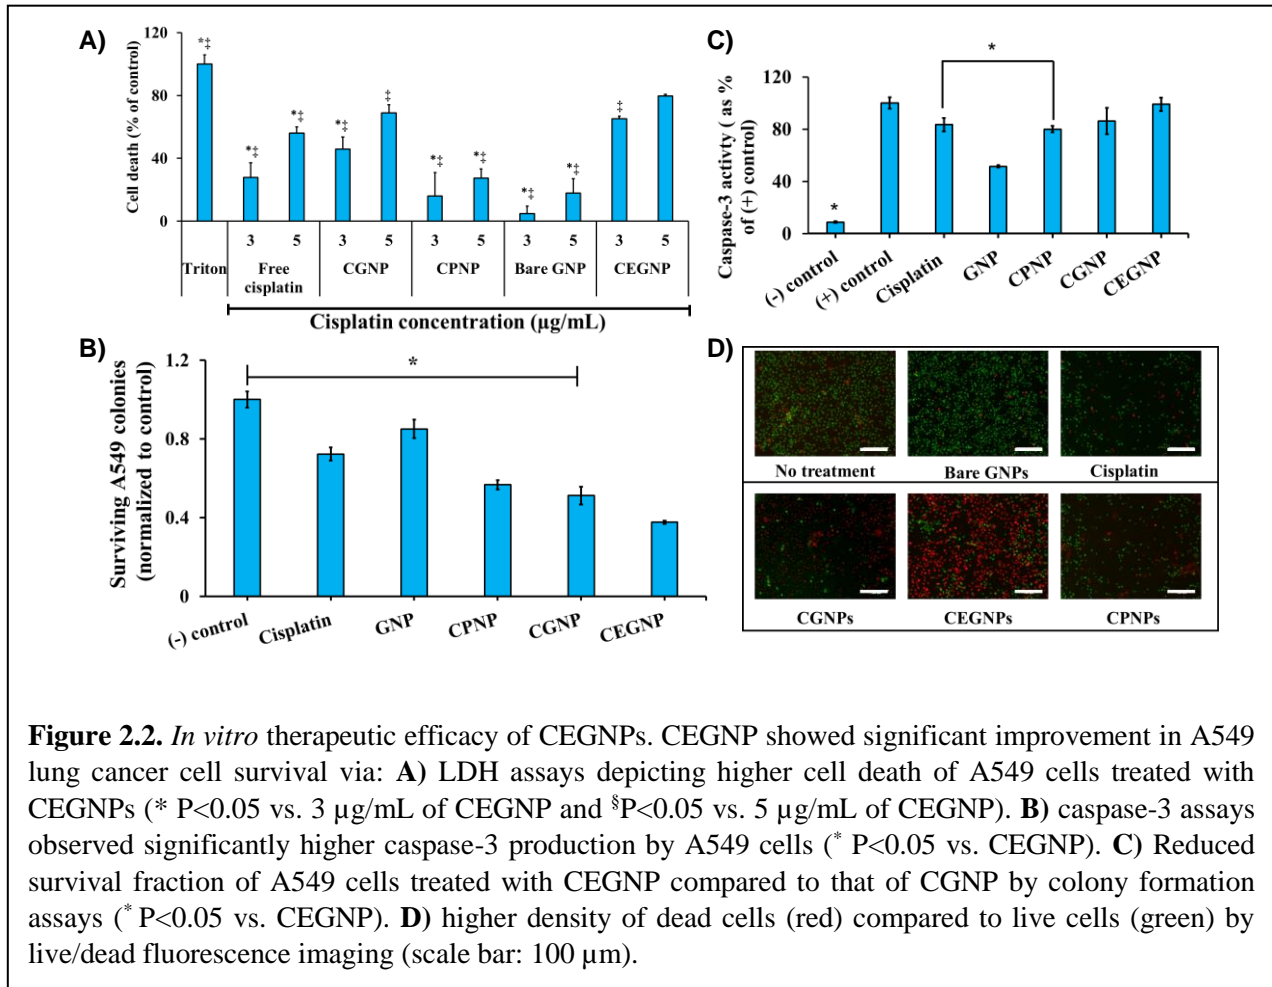 A)
Cell death (% of control)
120
80
40
0
*‡
*‡
*‡
*‡
‡
*‡
*‡
*‡
*‡
‡
3 5 3 5 3 5 3 5 3 5
Triton Free cisplatin CGNP CPNP Bare GNP CEGNP
Cisplatin concentration (µg/mL)
C)
Caspase-3 activty ( as %
of (+) control)
120
80
40
0
*
*
(-) control (+) control Cisplatin GNP CPNP CGNP CEGNP
B)
Surviving A549 colonies
(normalized to control)
1.2
0.8
0.4
0
*
(-) control Cisplatin GNP CPNP CGNP CEGNP
D)
No treatment Bare GNPs Cisplatin
CGNPs CEGNPs CPNPs
Figure 2.2. In vitro therapeutic efficacy of CEGNPs. CEGNP showed significant improvement in A549
lung cancer cell survival via: A) LDH assays depicting higher cell death of A549 cells treated with
CEGNPs (* P<0.05 vs. 3 µg/mL of CEGNP and §P<0.05 vs. 5 µg/mL of CEGNP). B) caspase-3 assays
observed significantly higher caspase-3 production by A549 cells (* P<0.05 vs. CEGNP). C) Reduced
survival fraction of A549 cells treated with CEGNP compared to that of CGNP by colony formation
assays (* P<0.05 vs. CEGNP). D) higher density of dead cells (red) compared to live cells (green) by
live/dead fluorescence imaging (scale bar: 100 µm).